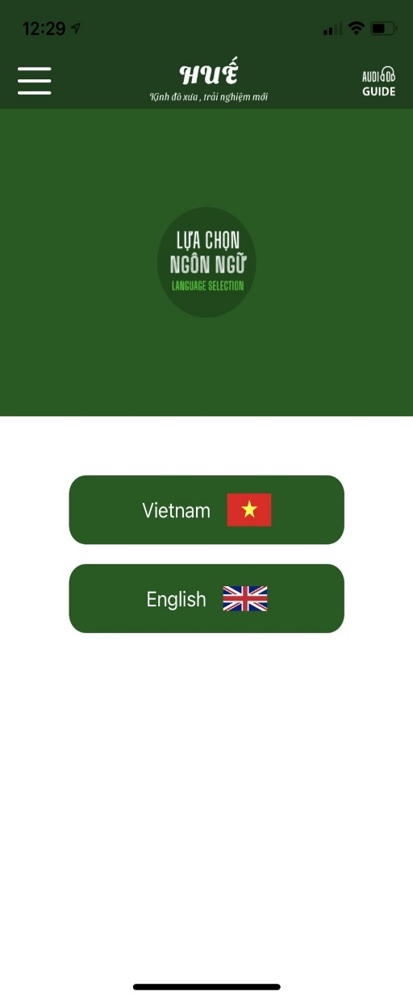 12:29
HUẾ
Kinh đô xưa, trải nghiệm mới
AUDIO
GUIDE
LỰA CHỌN
NGÔN NGỮ
LANGUAGE SELECTION
Vietnam
English